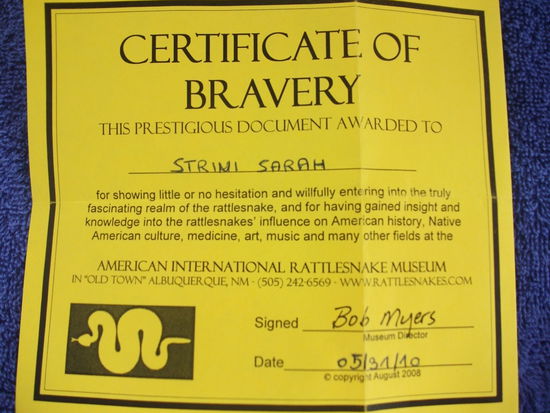 CERTIFICATE OF
BRAVERY
THIS PRESTIGIOUS DOCUMENT AWARDED TO
STRINI SARAH
for showing little or no hesitation and willfully entering into the truly
fascinating realm of the rattlesnake, and for having gained insight and
knowledge into the rattlesnakes' influence on American history, Native
American culture, medicine, art, music and many other fields at the
AMERICAN INTERNATIONAL RATTLESNAKE MUSEUM
IN "OLD TOWN" ALBUQUERQUE, NM - (505) 242-6569 - WWW.RATTLESNAKES.COM
Signed Bob Myers
Museum Director
Date 05/31/10
© copyright August 2008